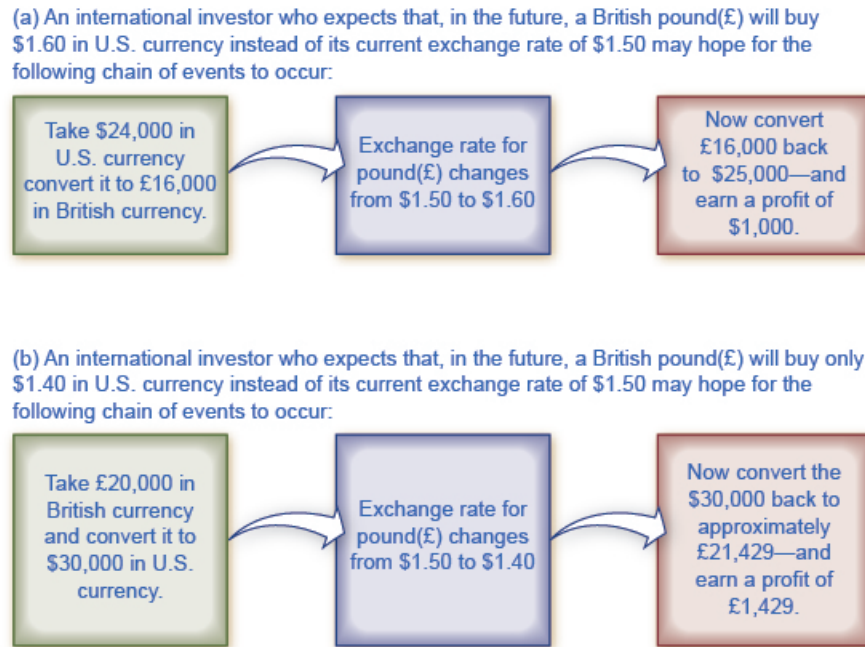 (a) An international investor who expects that, in the future, a British pound(£) will buy
$1.60 in U.S. currency instead of its current exchange rate of $1.50 may hope for the
following chain of events to occur:
Take $24,000 in
U.S. currency
convert it to £16,000
in British currency.
Exchange rate for
pound(£) changes
from $1.50 to $1.60
Now convert
£16,000 back
to $25,000—and
earn a profit of
$1,000.
(b) An international investor who expects that, in the future, a British pound(£) will buy only
$1.40 in U.S. currency instead of its current exchange rate of $1.50 may hope for the
following chain of events to occur:
Take £20,000 in
British currency
and convert it to
$30,000 in U.S.
currency.
Exchange rate for
pound(£) changes
from $1.50 to $1.40
Now convert the
$30,000 back to
approximately
£21,429—and
earn a profit of
£1,429.